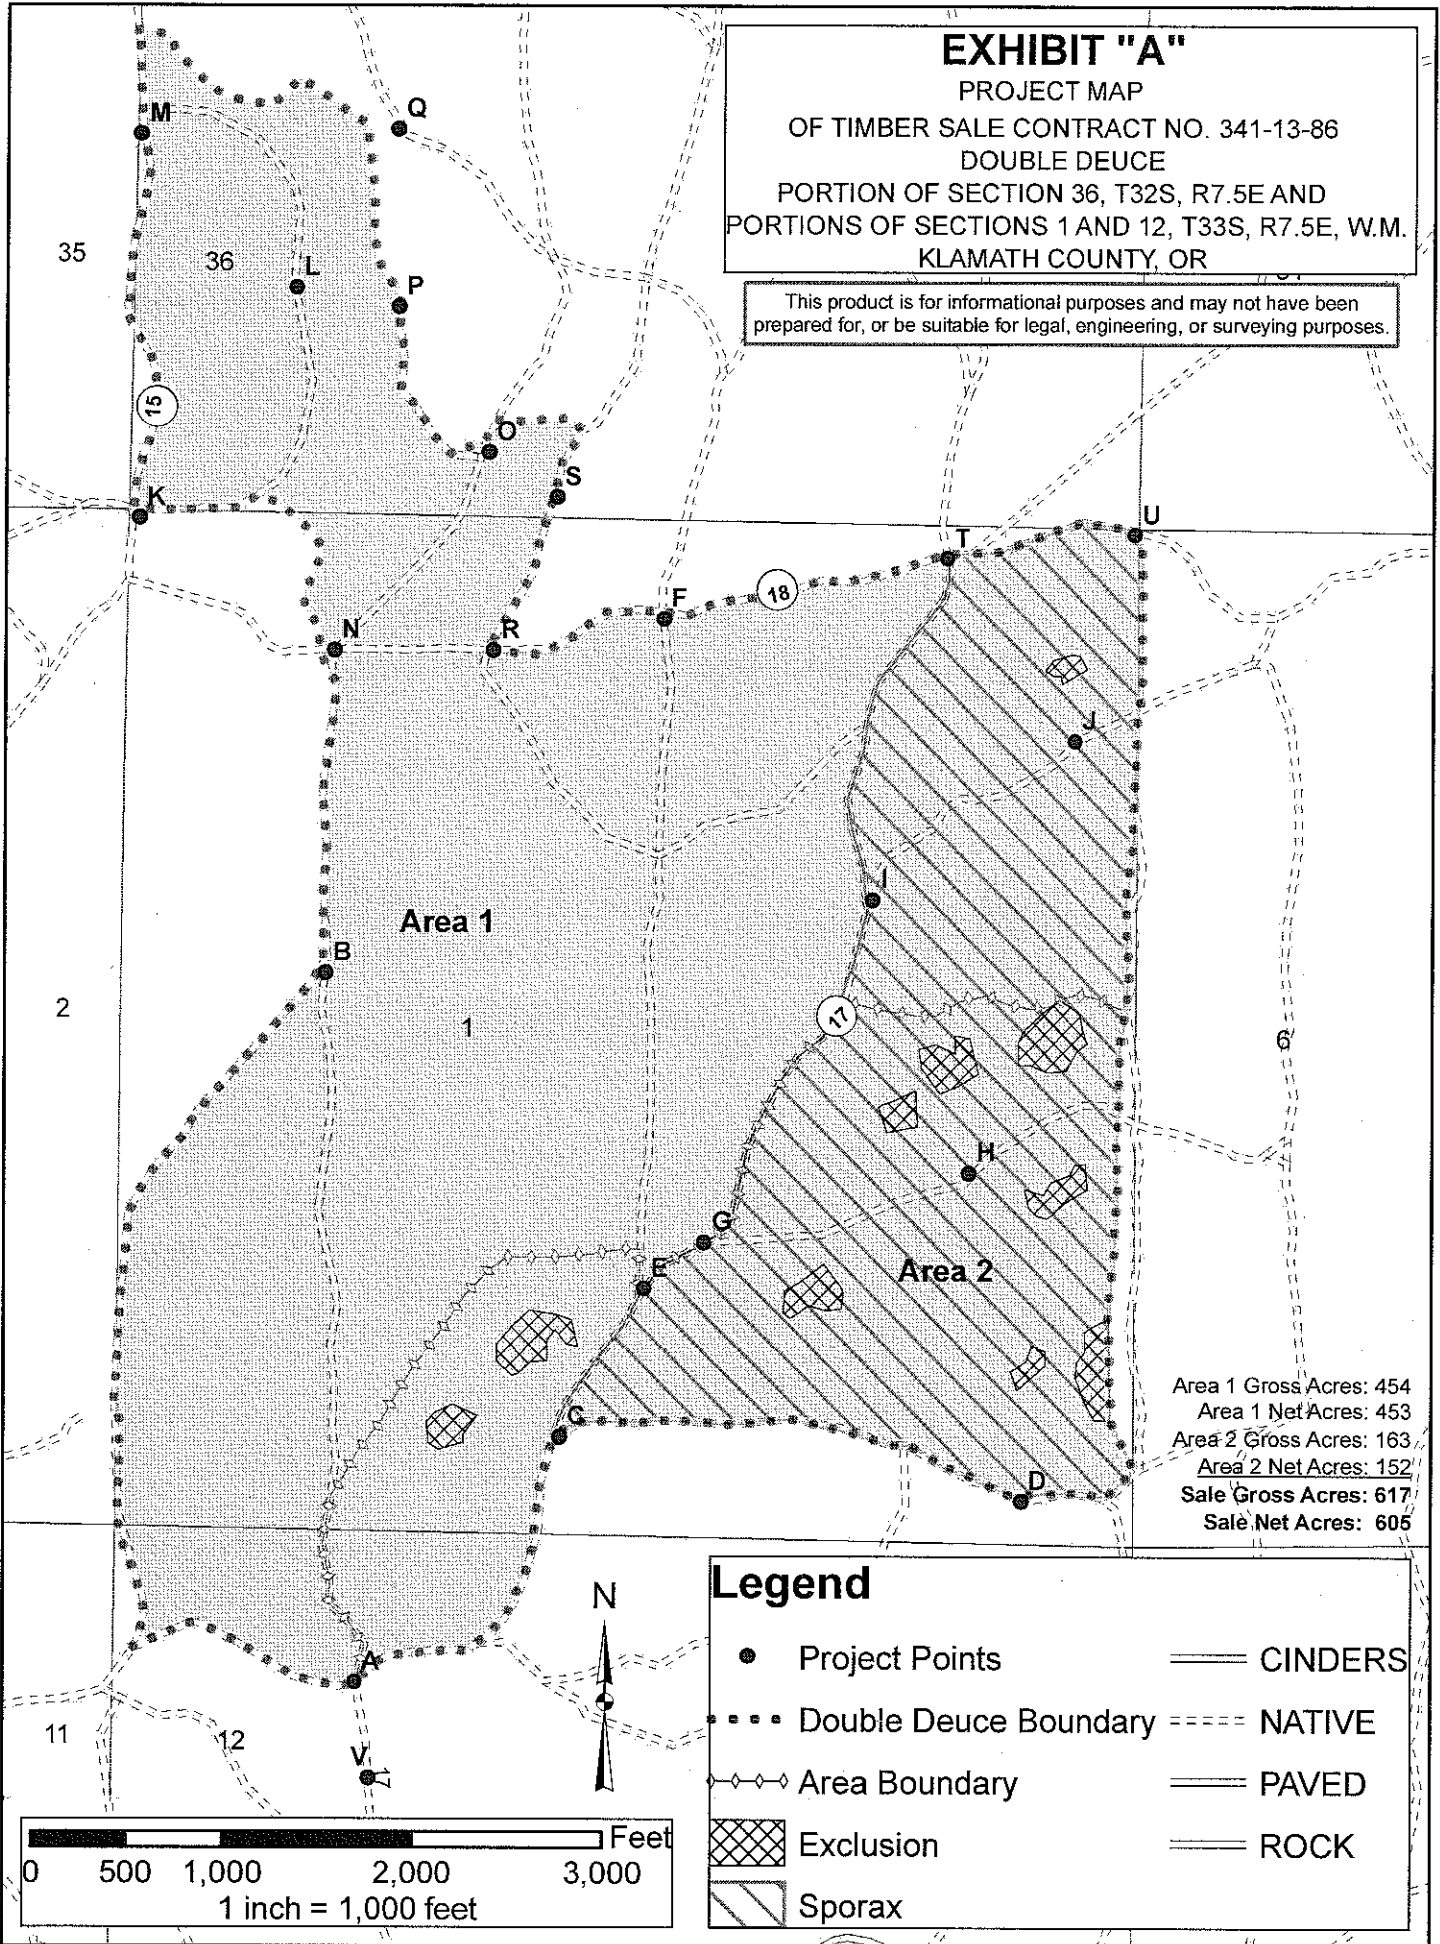 EXHIBIT "A"
PROJECT MAP
OF TIMBER SALE CONTRACT NO. 341-13-86
DOUBLE DEUCE
PORTION OF SECTION 36, T32S, R7.5E AND
PORTIONS OF SECTIONS 1 AND 12, T33S, R7.5E, W.M.
KLAMATH COUNTY, OR
This product is for informational purposes and may not have been
prepared for, or be suitable for legal, engineering, or surveying purposes.
M
Q
35
36
L
P
15
O
S
K
U
T
18
F
N
R
J
I
Area 1
B
2
1
17
6
H
G
E
Area 2
C
D
Area 1 Gross Acres: 454
Area 1 Net Acres: 453
Area 2 Gross Acres: 163
Area 2 Net Acres: 152
Sale Gross Acres: 617
Sale Net Acres: 605
A
11
12
V
17
N
Feet
0 500 1,000 2,000 3,000
1 inch = 1,000 feet
Legend
Project Points
Double Deuce Boundary
Area Boundary
Exclusion
Sporax
CINDERS
NATIVE
PAVED
ROCK